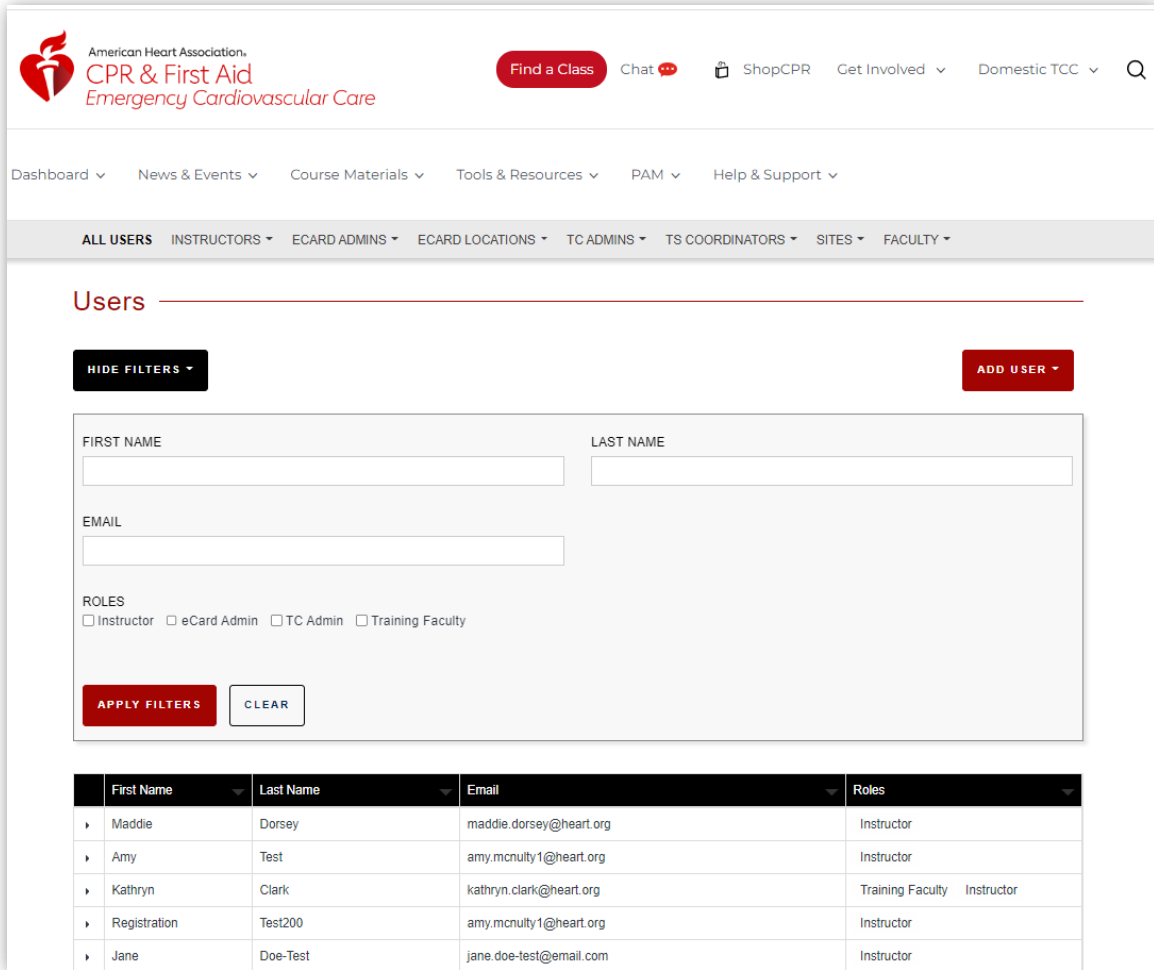 American Heart Association®
CPR & First Aid
Emergency Cardiovascular Care
Find a Class Chat ShopCPR Get Involved Domestic TCC
Dashboard News & Events Course Materials Tools & Resources PAM Help & Support
ALL USERS INSTRUCTORS ECARD ADMINS ECARD LOCATIONS TC ADMINS TS COORDINATORS SITES FACULTY
Users
HIDE FILTERS ADD USER
FIRST NAME LAST NAME
EMAIL
ROLES
Instructor eCard Admin TC Admin Training Faculty
APPLY FILTERS CLEAR
First Name Last Name Email Roles
Maddie Dorsey maddie.dorsey@heart.org Instructor
Amy Test amy.mcnulty1@heart.org Instructor
Kathryn Clark kathryn.clark@heart.org Training Faculty Instructor
Registration Test200 amy.mcnulty1@heart.org Instructor
Jane Doe-Test jane.doe-test@email.com Instructor